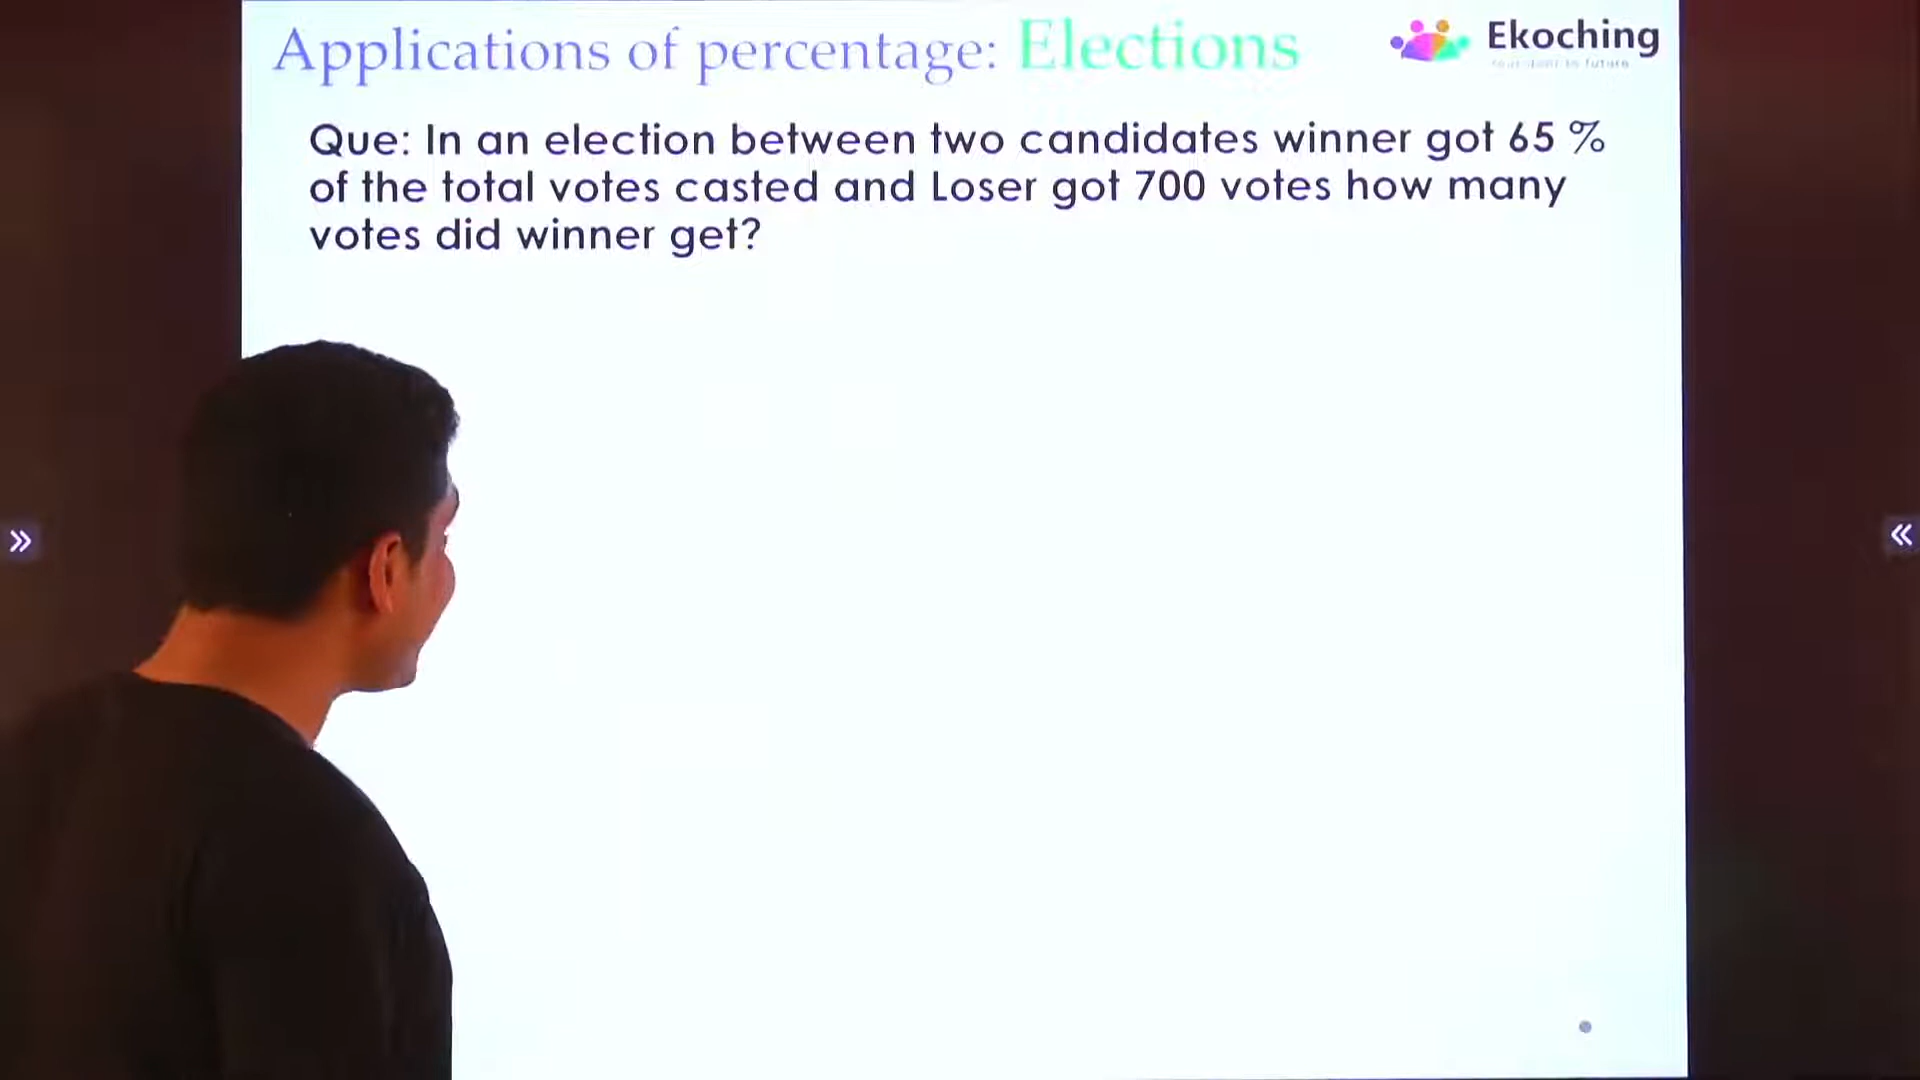 Applications of percentage: Elections
Ekoching
Que: In an election between two candidates winner got 65 %
of the total votes casted and Loser got 700 votes how many
votes did winner get?